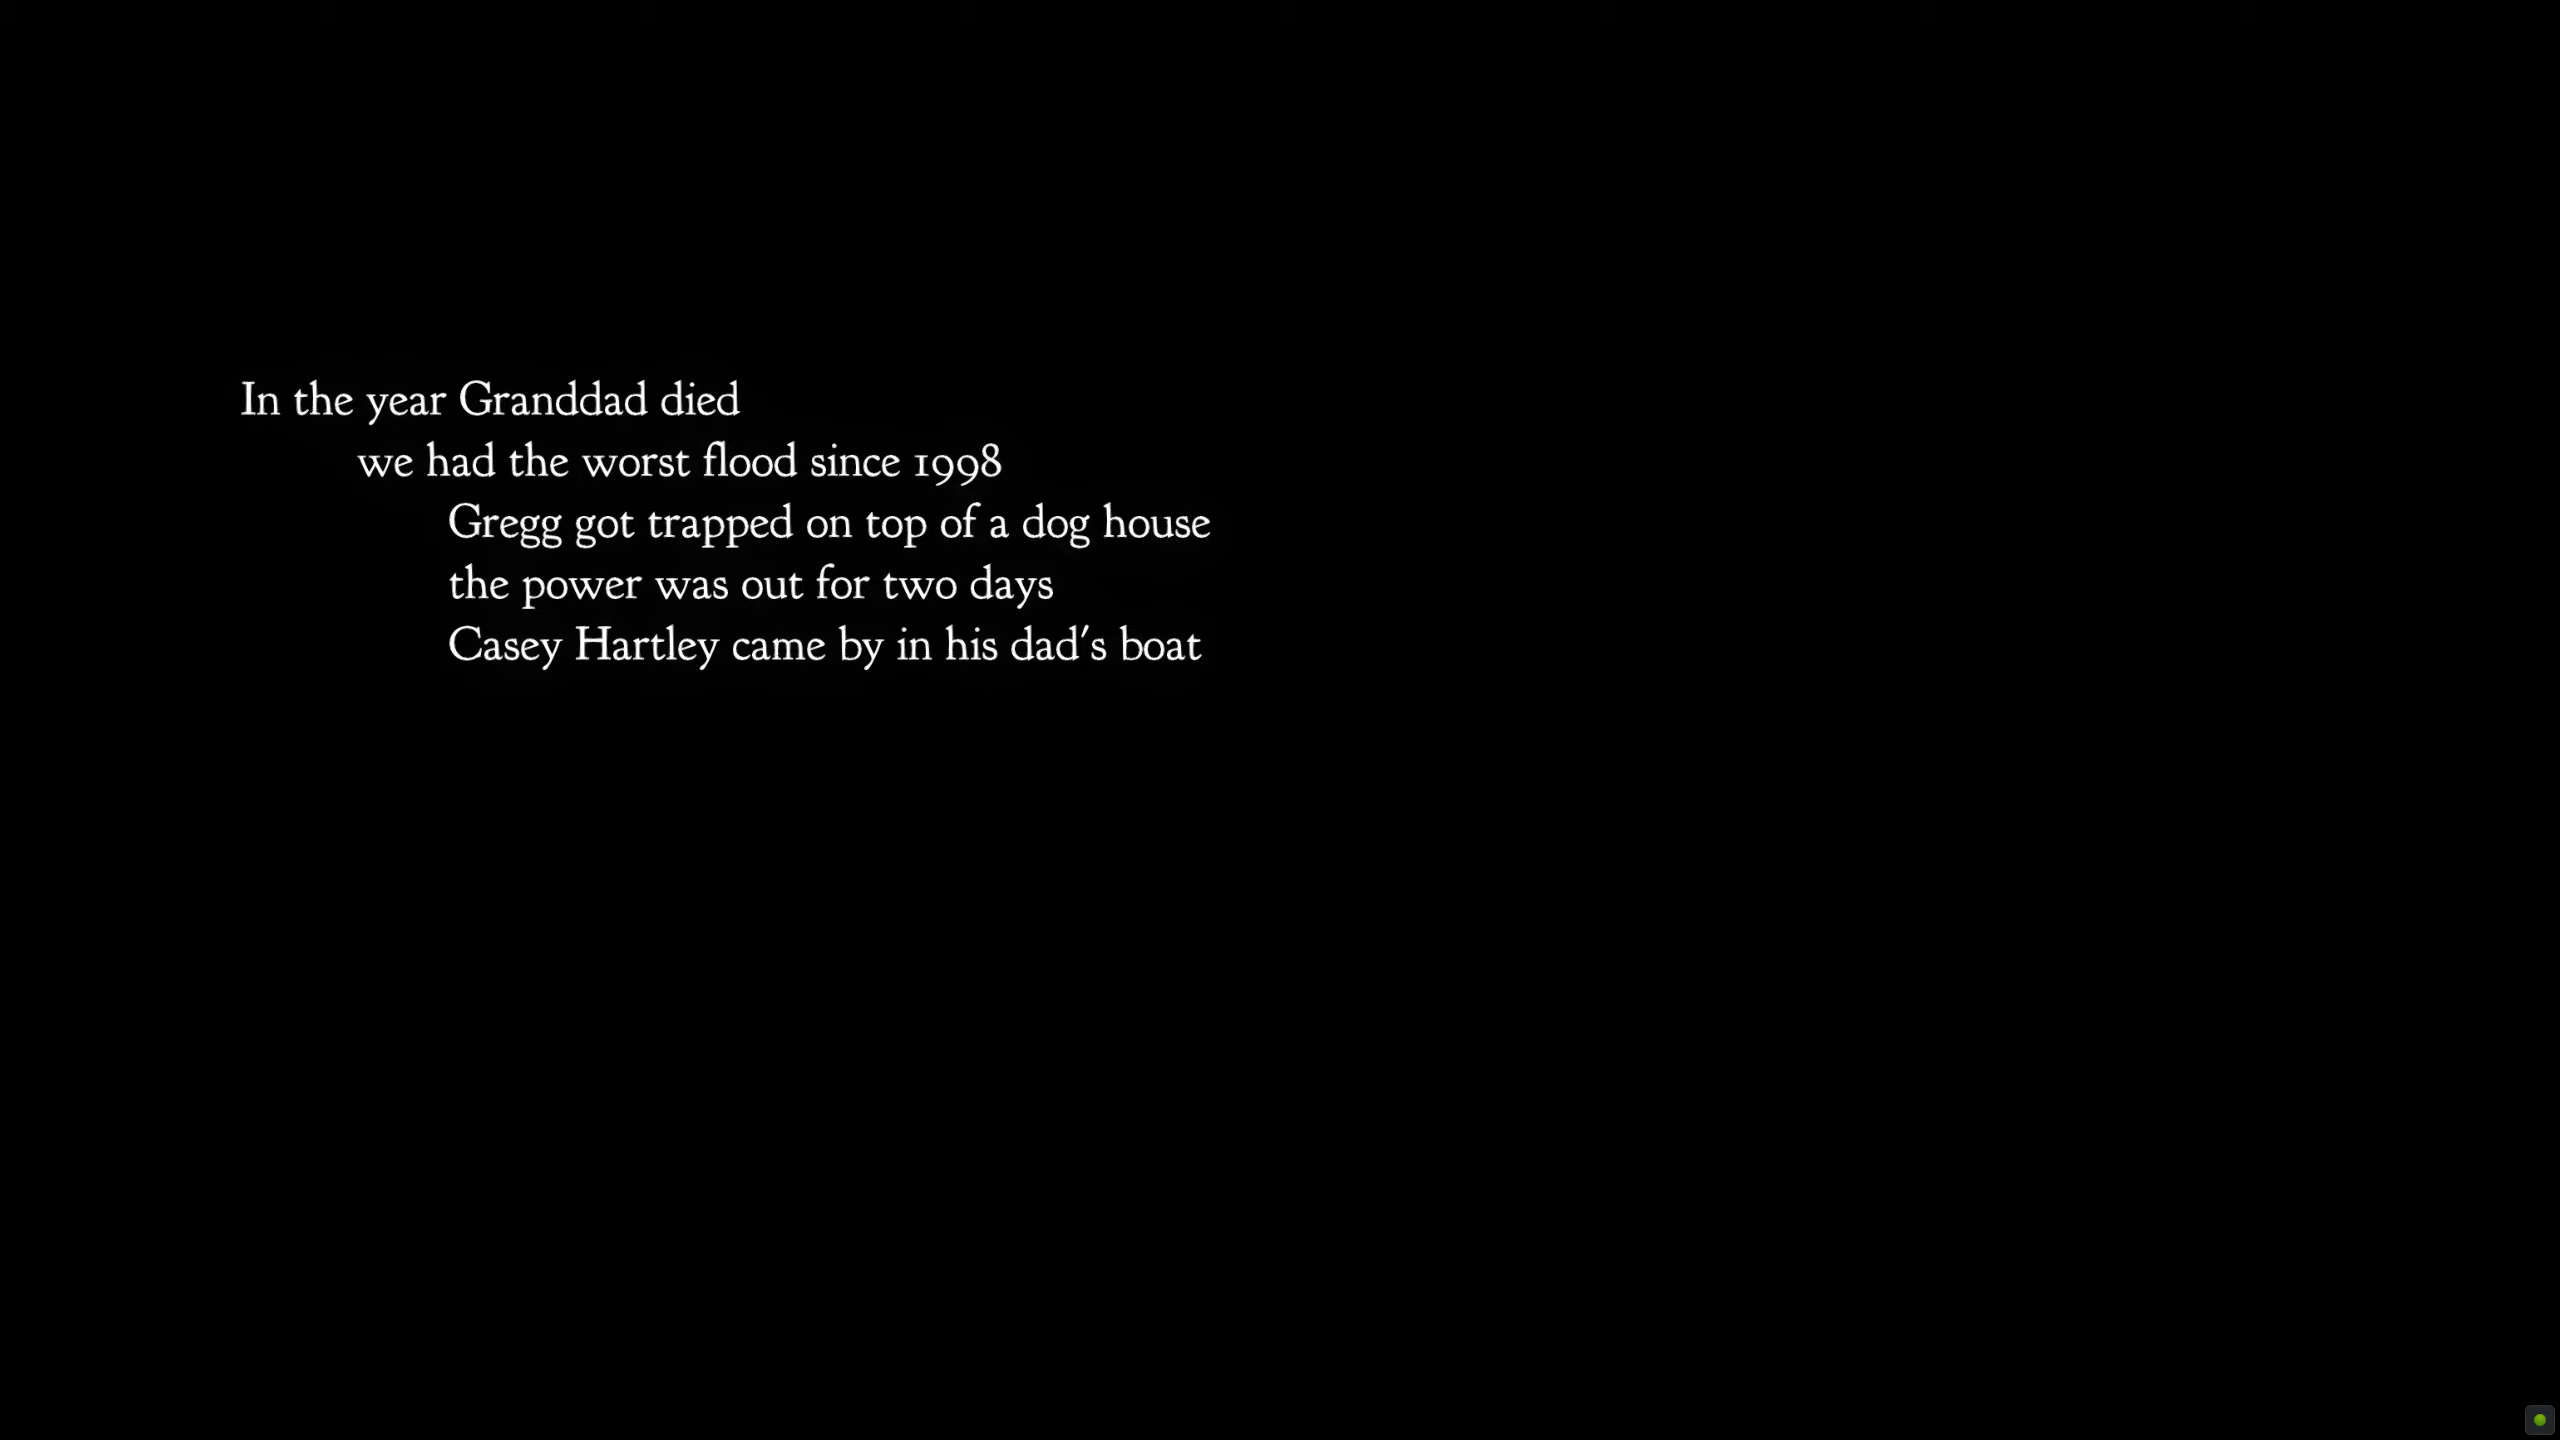 In the year Granddad died
we had the worst flood since 1998
Gregg got trapped on top of a dog house
the power was out for two days
Casey Hartley came by in his dad's boat